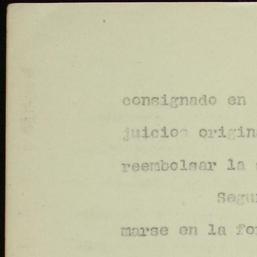 consignado en
juicios origin
reembolsar la
Segu
marse en la fo